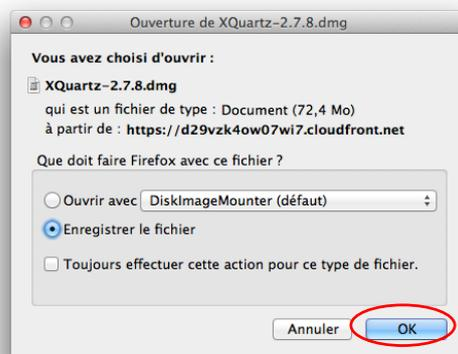 Ouverture de XQuartz-2.7.8.dmg
Vous avez choisi d'ouvrir :
XQuartz-2.7.8.dmg
qui est un fichier de type : Document (72,4 Mo)
à partir de : https://d29vzk4ow07wi7.cloudfront.net
Que doit faire Firefox avec ce fichier ?
Ouvrir avec DiskImageMounter (défaut)
Enregistrer le fichier
Toujours effectuer cette action pour ce type de fichier.
Annuler OK